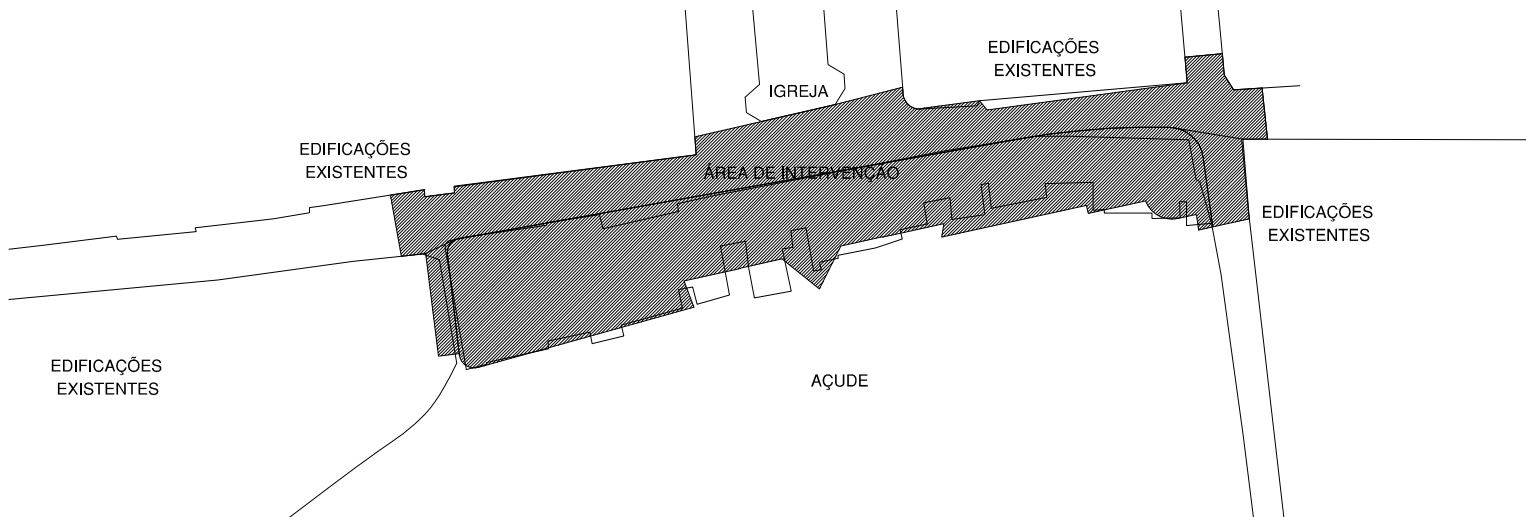 EDIFICAÇÕES
EXISTENTES
IGREJA
EDIFICAÇÕES
EXISTENTES
ÁREA DE INTERVENÇÃO
EDIFICAÇÕES
EXISTENTES
EDIFICAÇÕES
EXISTENTES
AÇUDE